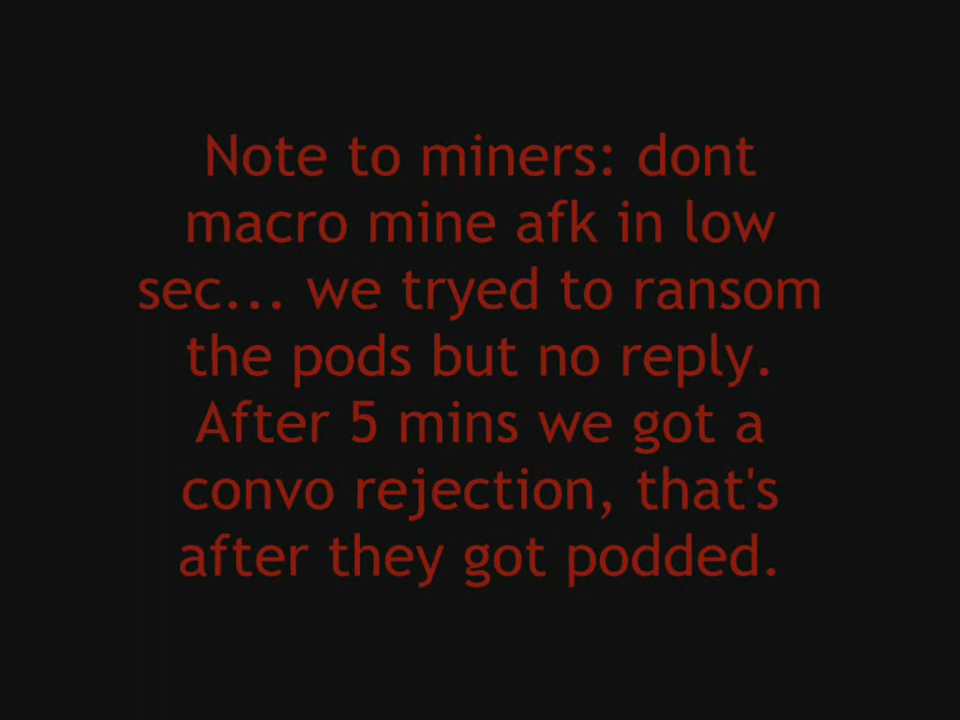 Note to miners: dont
macro mine afk in low
sec... we tryed to ransom
the pods but no reply.
After 5 mins we got a
convo rejection, that's
after they got podded.